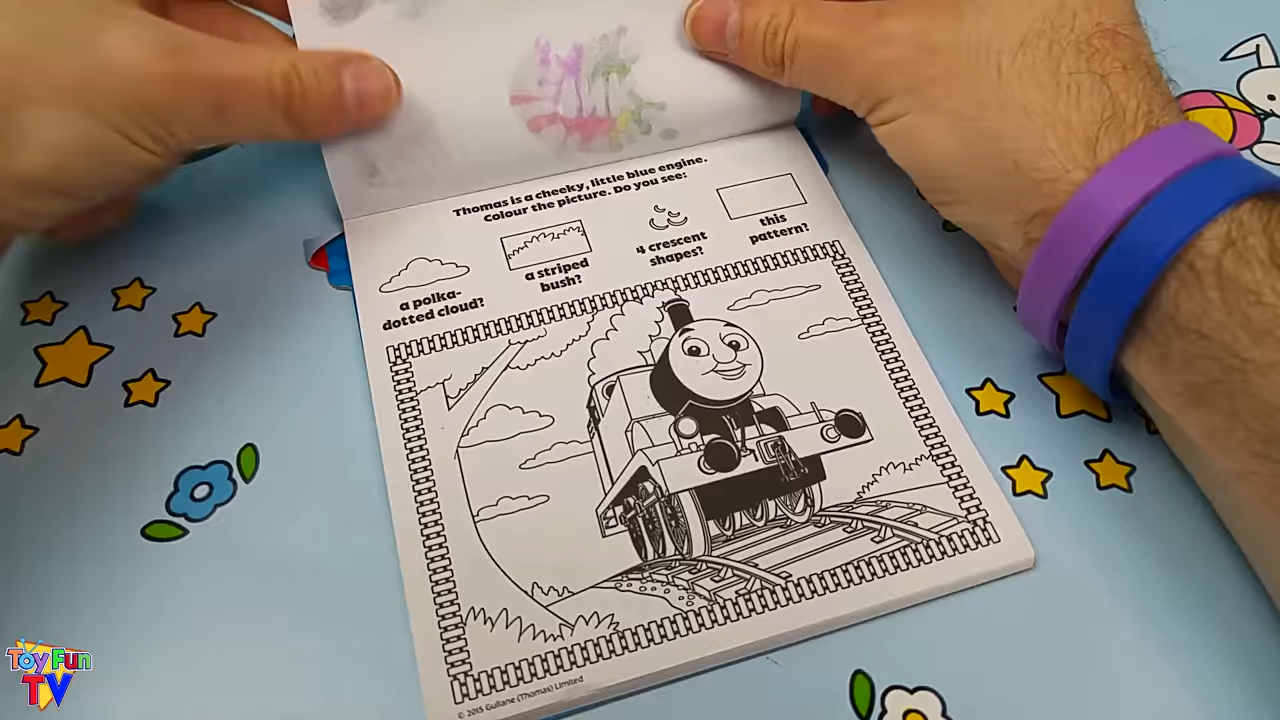 Thomas is a cheeky, little blue engine.
Colour the picture. Do you see:
a polka-
dotted cloud?
a striped
bush?
4 crescent
shapes?
this
pattern?
© 2015 Gullane (Thomas) Limited
Toy Fun
TV